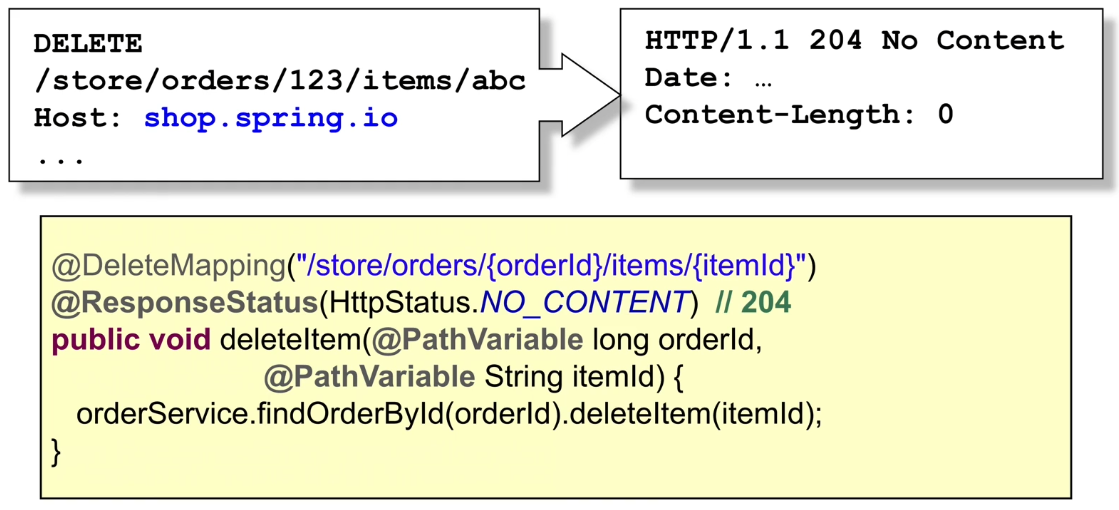 DELETE
/store/orders/123/items/abc
Host: shop.spring.io
...
HTTP/1.1 204 No Content
Date: …
Content-Length: 0
@DeleteMapping("/store/orders/{orderId}/items/{itemId}")
@ResponseStatus(HttpStatus.NO_CONTENT) // 204
public void deleteItem(@PathVariable long orderId,
@PathVariable String itemId) {
orderService.findOrderById(orderId).deleteItem(itemId);
}